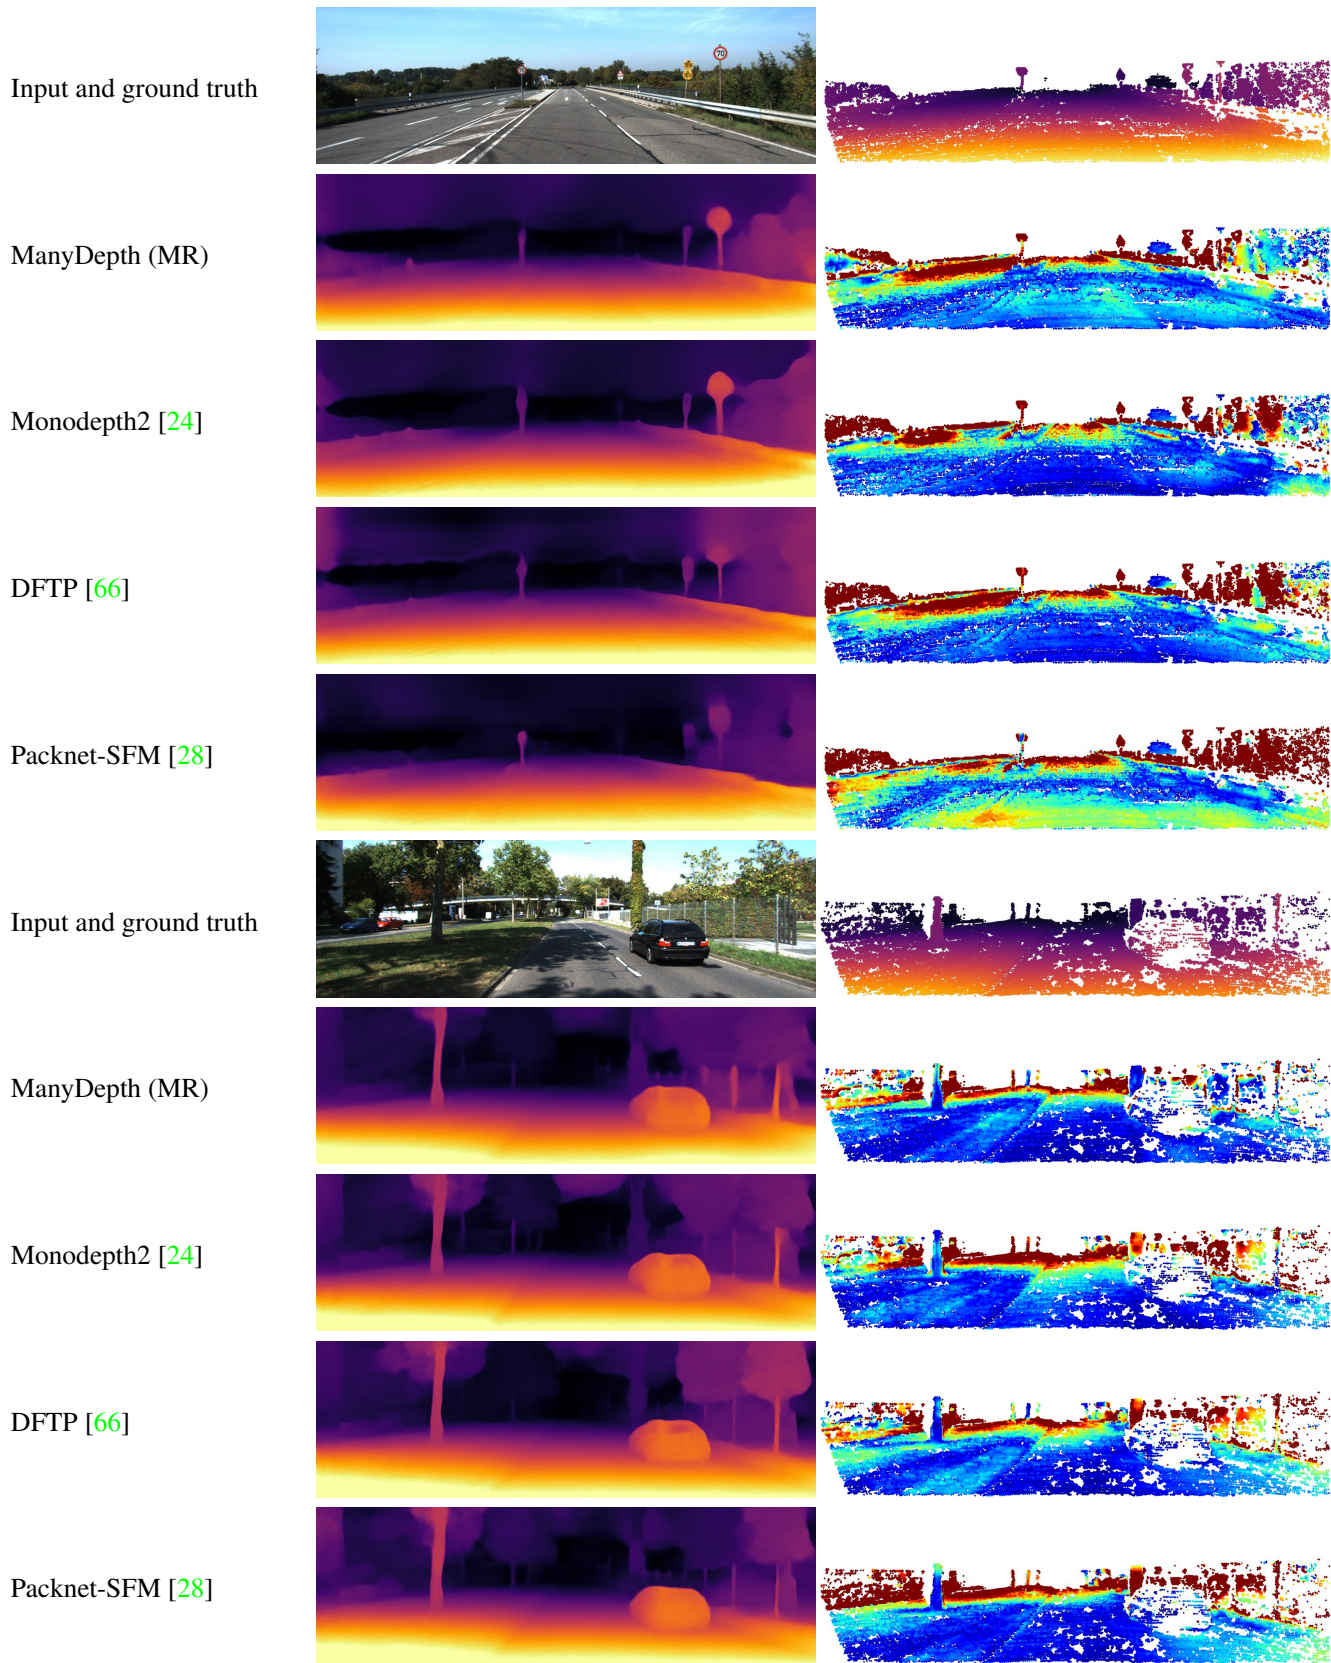 Input and ground truth
70
ManyDepth (MR)
Monodepth2 [24]
DFTP [66]
Packnet-SFM [28]
Input and ground truth
ManyDepth (MR)
Monodepth2 [24]
DFTP [66]
Packnet-SFM [28]